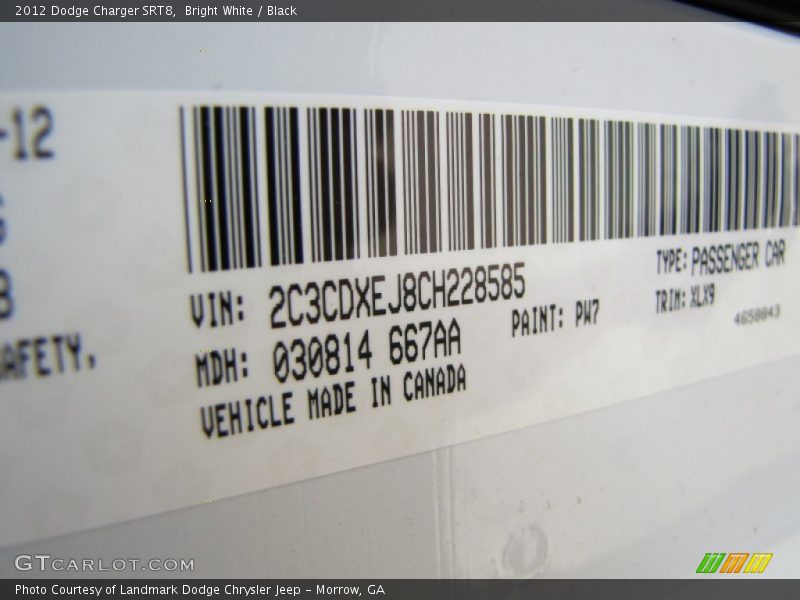 2012 Dodge Charger SRT8,  Bright White / Black
-12
AFETY,
VIN: 2C3CDXEJ8CH228585
TYPE: PASSENGER CAR
MDH: 030814 667AA
PAINT: PW7
TRIM: XLX9
4650843
VEHICLE MADE IN CANADA
GTCARLOT.COM
Photo Courtesy of Landmark Dodge Chrysler Jeep – Morrow, GA